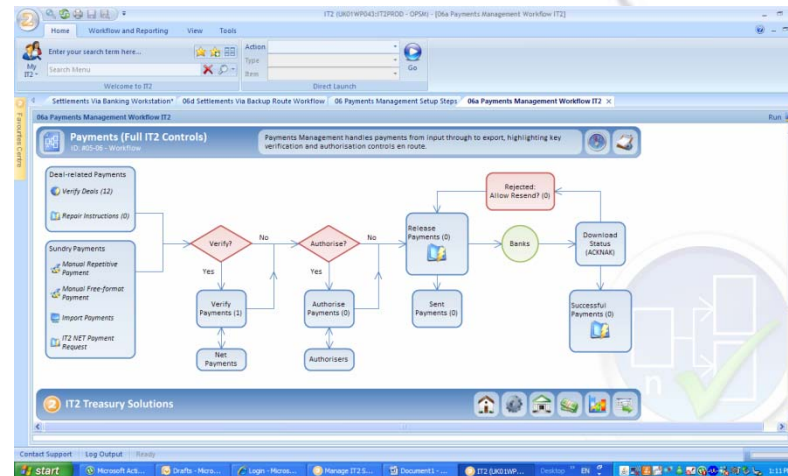 IT2 (UK01WP043:IT2PROD - OPSM) - [06a Payments Management Workflow IT2]
Home Workflow and Reporting View Tools
Enter your search term here...
Search Menu
My IT2
Welcome to IT2
Action
Type
Item
Go
Direct Launch
Settlements Via Banking Workstation* 06d Settlements Via Backup Route Workflow 06 Payments Management Setup Steps 06a Payments Management Workflow IT2
06a Payments Management Workflow IT2 Run
Favourites Centre
Payments (Full IT2 Controls)
ID: #05-06 - Workflow
Payments Management handles payments from input through to export, highlighting key
verification and authorisation controls en route.
Deal-related Payments
Verify Deals (12)
Repair Instructions (0)
Sundry Payments
Manual Repetitive
Payment
Manual Free-format
Payment
Import Payments
IT2 NET Payment
Request
Verify?
No
Yes
Verify
Payments (1)
Net
Payments
Authorise?
No
Yes
Authorise
Payments (0)
Authorisers
Rejected:
Allow Resend? (0)
Release
Payments (0)
Sent
Payments (0)
Banks
Download
Status
(ACKNAK)
Successful
Payments (0)
2 IT2 Treasury Solutions
Contact Support Log Output Ready
start Microsoft Acti... Drafts - Micro... Login - Micros... Manage IT2 S... Document1 - ... IT2 (UK01WP... Desktop EN 1:11 P